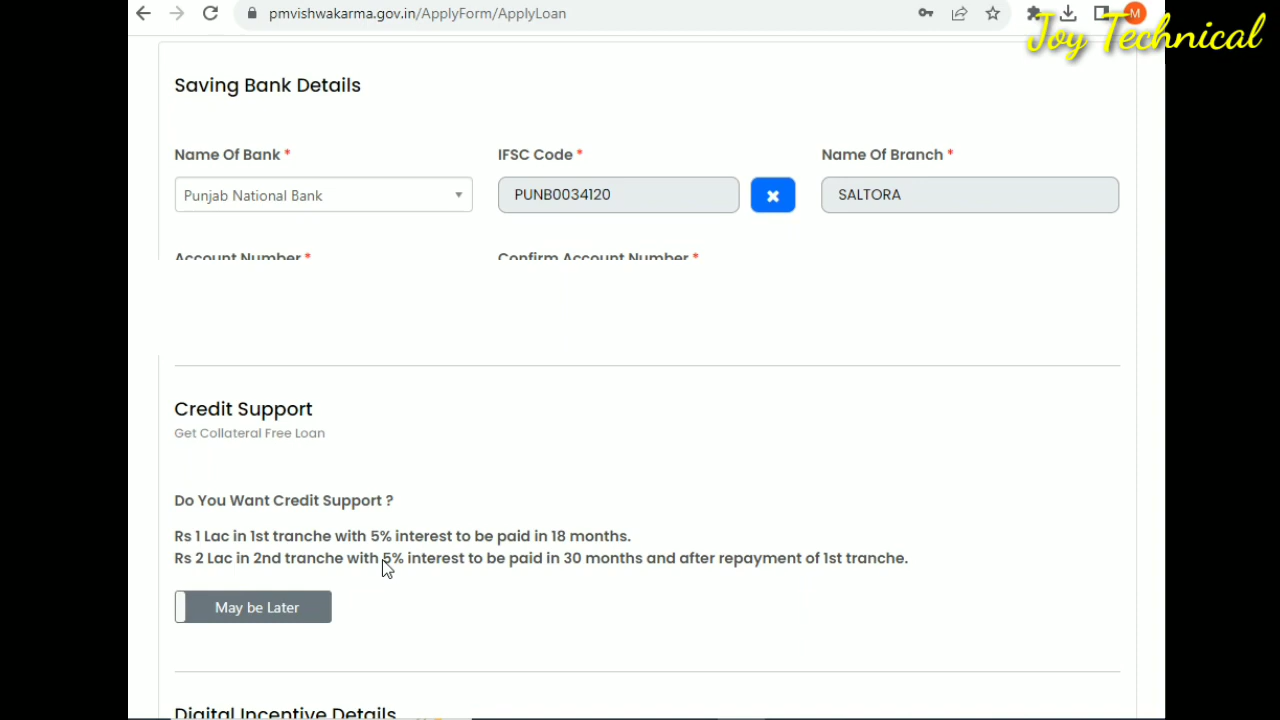 pmvishwakarma.gov.in/ApplyForm/ApplyLoan
M
Joy Technical
Saving Bank Details
Name Of Bank *
IFSC Code *
Name Of Branch *
Punjab National Bank
PUNB0034120
SALTORA
Account Number *
Confirm Account Number *
Credit Support
Get Collateral Free Loan
Do You Want Credit Support ?
Rs 1 Lac in 1st tranche with 5% interest to be paid in 18 months.
Rs 2 Lac in 2nd tranche with 5% interest to be paid in 30 months and after repayment of 1st tranche.
May be Later
Digital Incentive Details